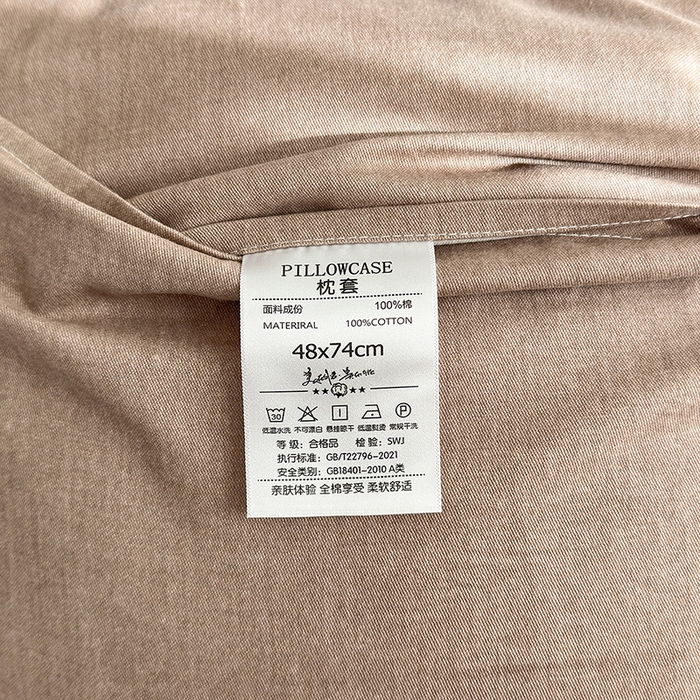 PILLOWCASE
枕套
面料成份 100%棉
MATERIRAL 100%COTTON
48x74cm
30
低温水洗 不可漂白 悬挂晾干 低温熨烫 常规干洗
等级：合格品 检验：SWJ
执行标准：GB/T22796-2021
安全类别：GB18401-2010 A类
亲肤体验 全棉享受 柔软舒适